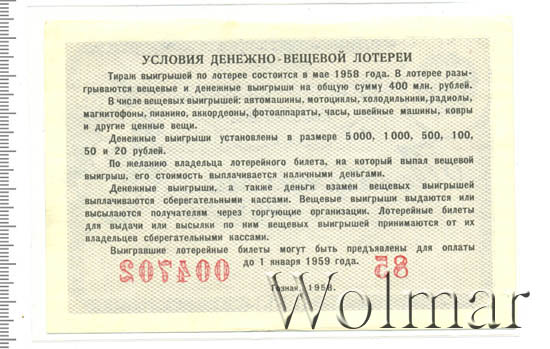 УСЛОВИЯ ДЕНЕЖНО-ВЕЩЕВОЙ ЛОТЕРЕИ
Тираж выигрышей по лотерее состоится в мае 1958 года. В лотерее разы-
грываются вещевые и денежные выигрыши на общую сумму 400 млн. рублей.
В числе вещевых выигрышей: автомашины, мотоциклы, холодильники, радиолы,
магнитофоны, пианино, аккордеоны, фотоаппараты, часы, швейные машины, ковры
и другие ценные вещи.
Денежные выигрыши установлены в размере 5 000, 1 000, 500, 100,
50 и 20 рублей.
По желанию владельца лотерейного билета, на который выпал вещевой
выигрыш, его стоимость выплачивается наличными деньгами.
Денежные выигрыши, а также деньги взамен вещевых выигрышей
выплачиваются сберегательными кассами. Вещевые выигрыши выдаются или
высылаются получателям через торгующие организации. Лотерейные билеты
для выдачи или высылки по ним вещевых выигрышей принимаются от их
владельцев сберегательными кассами.
Выигравшие лотерейные билеты могут быть предъявлены для оплаты
до 1 января 1959 года.
004702 85
Гознак. 1958.
Wolmar